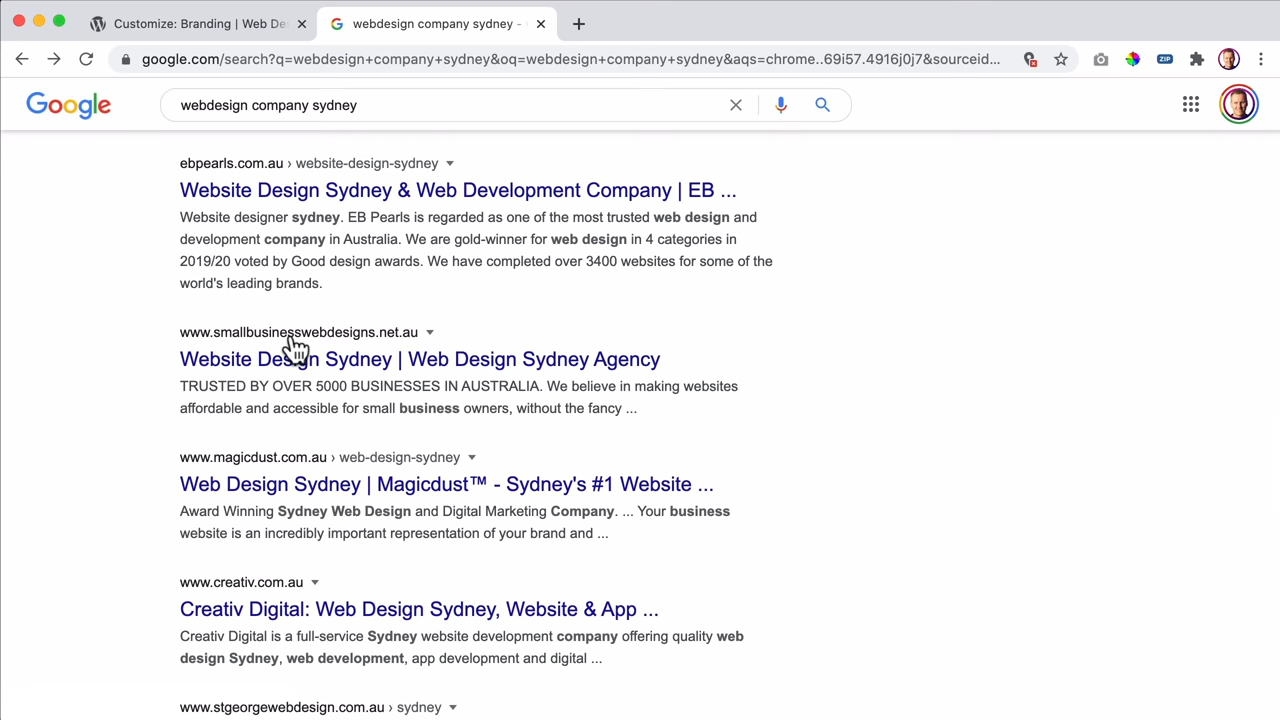 Customize: Branding | Web De
webdesign company sydney -
google.com/search?q=webdesign+company+sydney&oq=webdesign+company+sydney&aqs=chrome..69i57.4916j0j7&sourceid...
ZIP
Google
webdesign company sydney
ebpearls.com.au › website-design-sydney
Website Design Sydney & Web Development Company | EB ...
Website designer sydney. EB Pearls is regarded as one of the most trusted web design and
development company in Australia. We are gold-winner for web design in 4 categories in
2019/20 voted by Good design awards. We have completed over 3400 websites for some of the
world's leading brands.
www.smallbusinesswebdesigns.net.au
Website Design Sydney | Web Design Sydney Agency
TRUSTED BY OVER 5000 BUSINESSES IN AUSTRALIA. We believe in making websites
affordable and accessible for small business owners, without the fancy ...
www.magicdust.com.au › web-design-sydney
Web Design Sydney | Magicdust™ - Sydney's #1 Website ...
Award Winning Sydney Web Design and Digital Marketing Company. ... Your business
website is an incredibly important representation of your brand and ...
www.creativ.com.au
Creativ Digital: Web Design Sydney, Website & App ...
Creativ Digital is a full-service Sydney website development company offering quality web
design Sydney, web development, app development and digital ...
www.stgeorgewebdesign.com.au › sydney